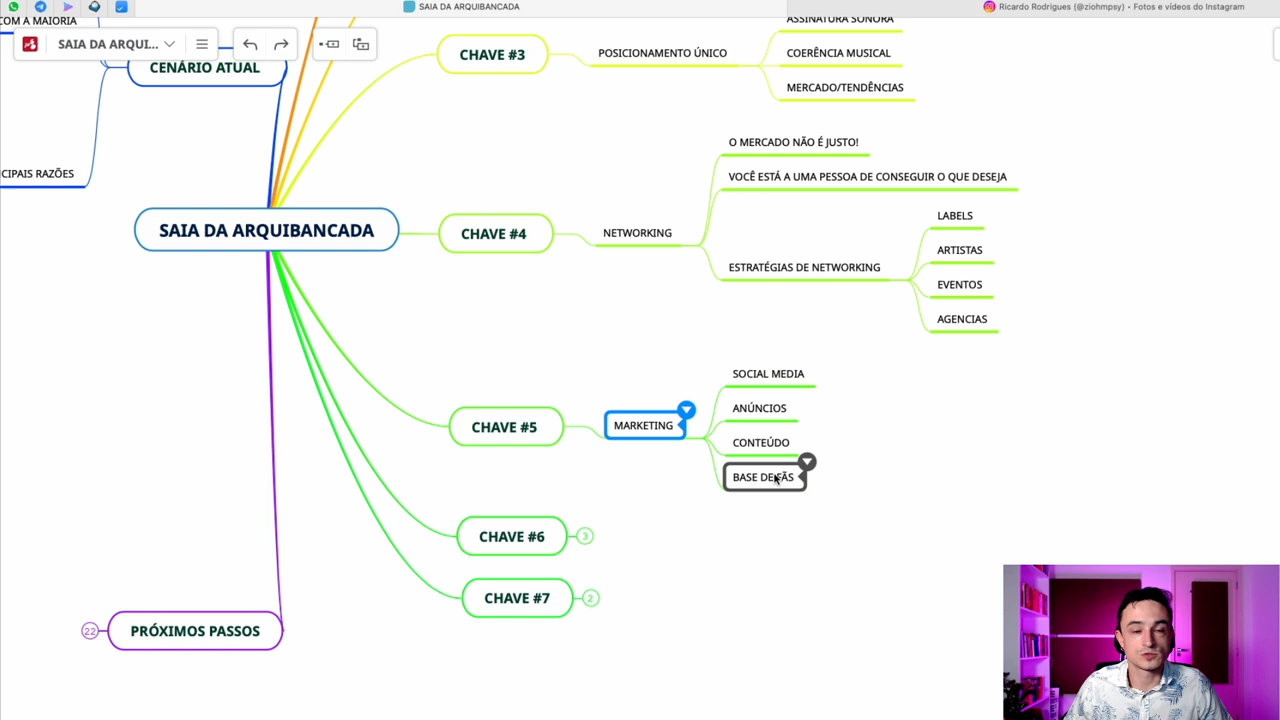 SAIA DA ARQUIBANCADA
Ricardo Rodrigues (@ziohmpsy) • Fotos e vídeos do Instagram
COM A MAIORIA
SAIA DA ARQUI...
CENÁRIO ATUAL
CIPAIS RAZÕES
SAIA DA ARQUIBANCADA
CHAVE #3
POSICIONAMENTO ÚNICO
ASSINATURA SONORA
COERÊNCIA MUSICAL
MERCADO/TENDÊNCIAS
CHAVE #4
NETWORKING
O MERCADO NÃO É JUSTO!
VOCÊ ESTÁ A UMA PESSOA DE CONSEGUIR O QUE DESEJA
ESTRATÉGIAS DE NETWORKING
LABELS
ARTISTAS
EVENTOS
AGENCIAS
CHAVE #5
MARKETING
SOCIAL MEDIA
ANÚNCIOS
CONTEÚDO
BASE DE FÃS
CHAVE #6
3
CHAVE #7
2
22
PRÓXIMOS PASSOS